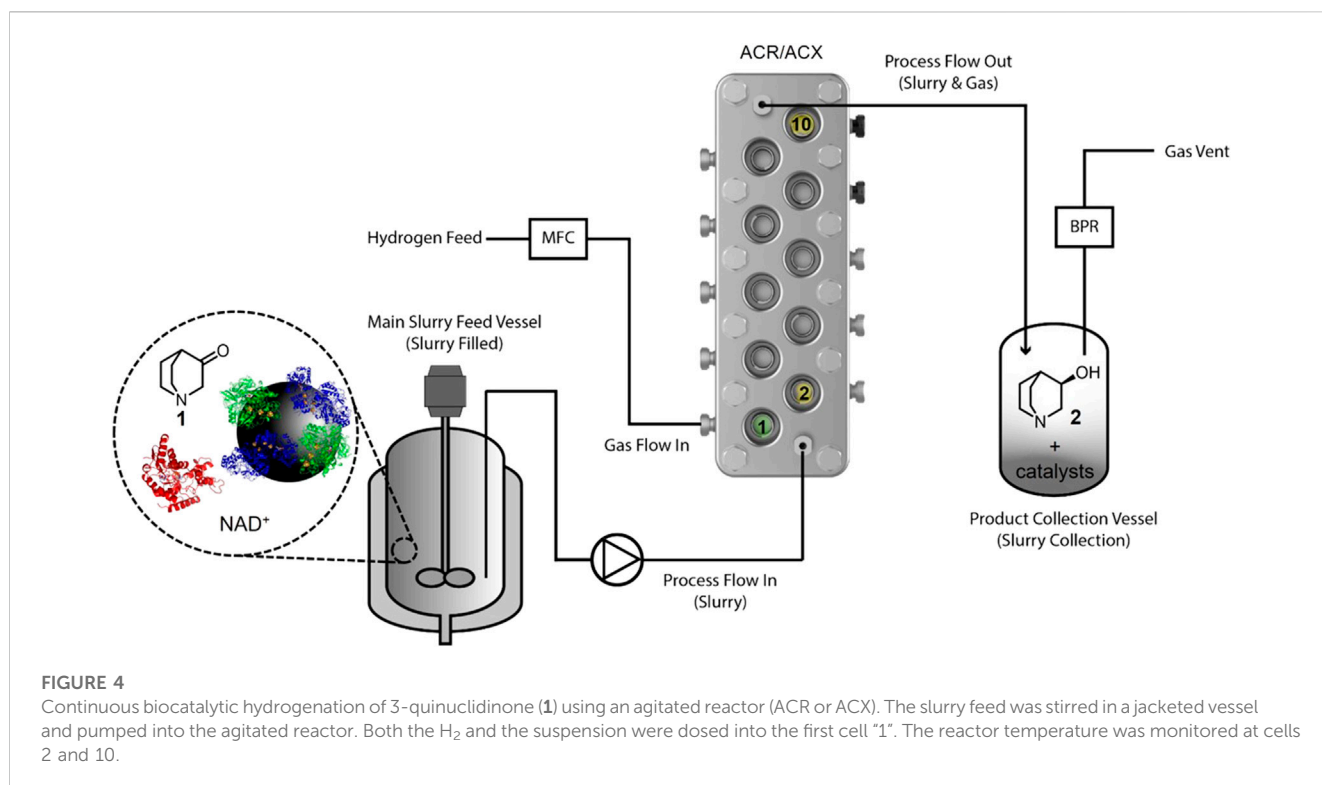 ACR/ACX
Process Flow Out
(Slurry & Gas)
10
Gas Vent
BPR
Hydrogen Feed
MFC
Main Slurry Feed Vessel
(Slurry Filled)
O
N
1
NAD⁺
Gas Flow In
2
1
OH
N
2
+
catalysts
Product Collection Vessel
(Slurry Collection)
Process Flow In
(Slurry)
FIGURE 4
Continuous biocatalytic hydrogenation of 3-quinuclidinone (1) using an agitated reactor (ACR or ACX). The slurry feed was stirred in a jacketed vessel
and pumped into the agitated reactor. Both the H₂ and the suspension were dosed into the first cell “1”. The reactor temperature was monitored at cells
2 and 10.